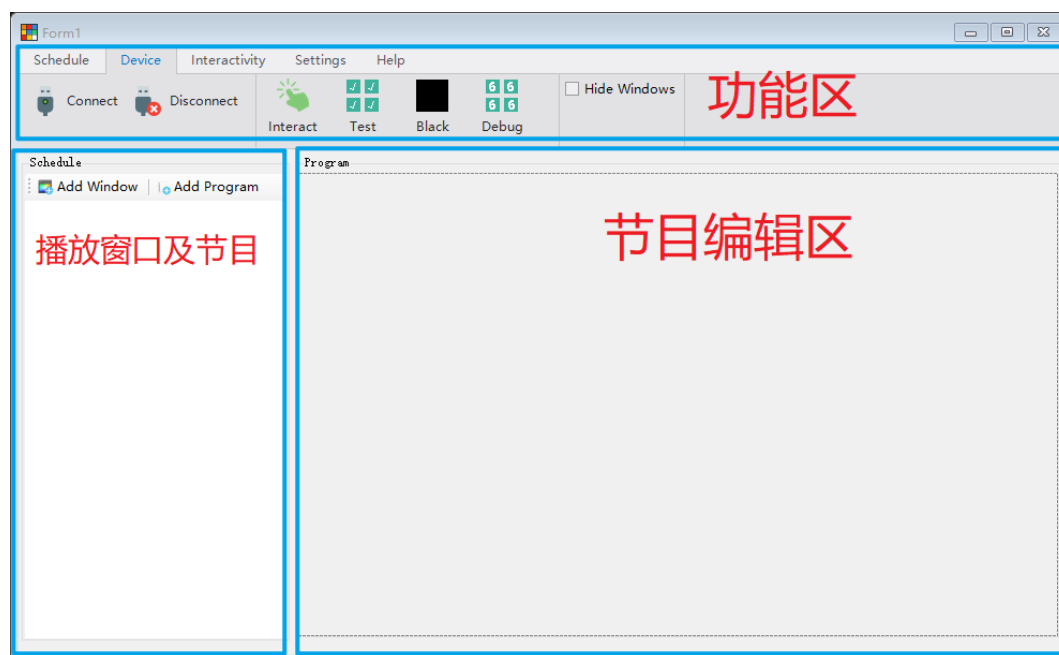 Form1
Schedule Device Interactivity Settings Help
Connect Disconnect
Interact Test Black Debug
Hide Windows
功能区
Schedule
Add Window Add Program
播放窗口及节目
Program
节目编辑区